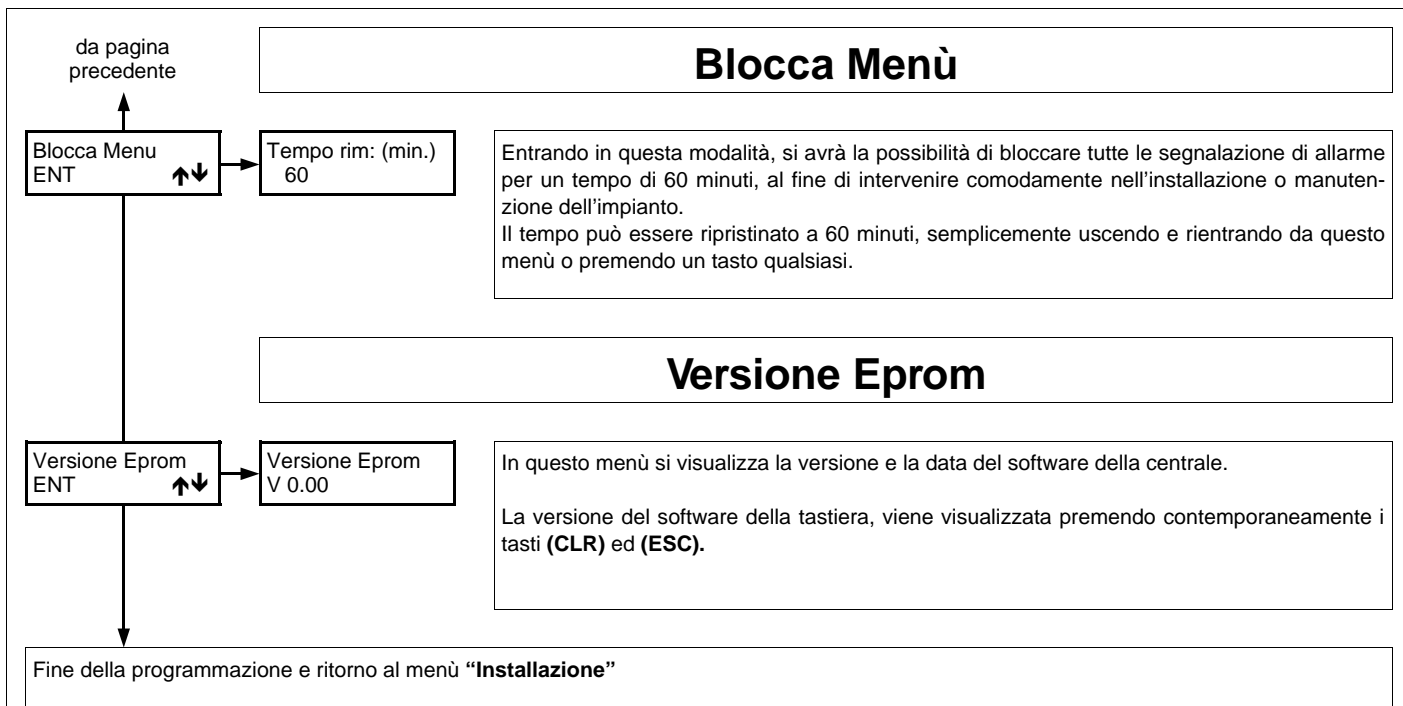 da pagina
precedente
Blocca Menù
Blocca Menu
ENT
Tempo rim: (min.)
60
Entrando in questa modalità, si avrà la possibilità di bloccare tutte le segnalazione di allarme
per un tempo di 60 minuti, al fine di intervenire comodamente nell'installazione o manuten-
zione dell'impianto.
Il tempo può essere ripristinato a 60 minuti, semplicemente uscendo e rientrando da questo
menù o premendo un tasto qualsiasi.
Versione Eprom
Versione Eprom
ENT
Versione Eprom
V 0.00
In questo menù si visualizza la versione e la data del software della centrale.
La versione del software della tastiera, viene visualizzata premendo contemporaneamente i
tasti (CLR) ed (ESC).
Fine della programmazione e ritorno al menù “Installazione”